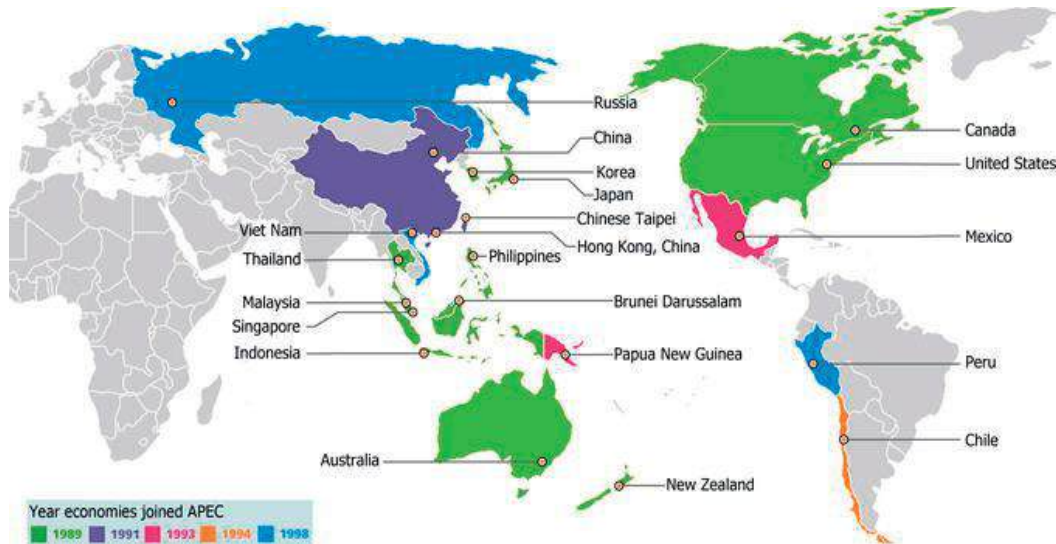 Russia
China
Canada
United States
Korea
Japan
Chinese Taipei
Viet Nam
Hong Kong, China
Mexico
Thailand
Philippines
Malaysia
Brunei Darussalam
Singapore
Indonesia
Papua New Guinea
Peru
Chile
Australia
New Zealand
Year economies joined APEC
1989 1991 1993 1994 1998